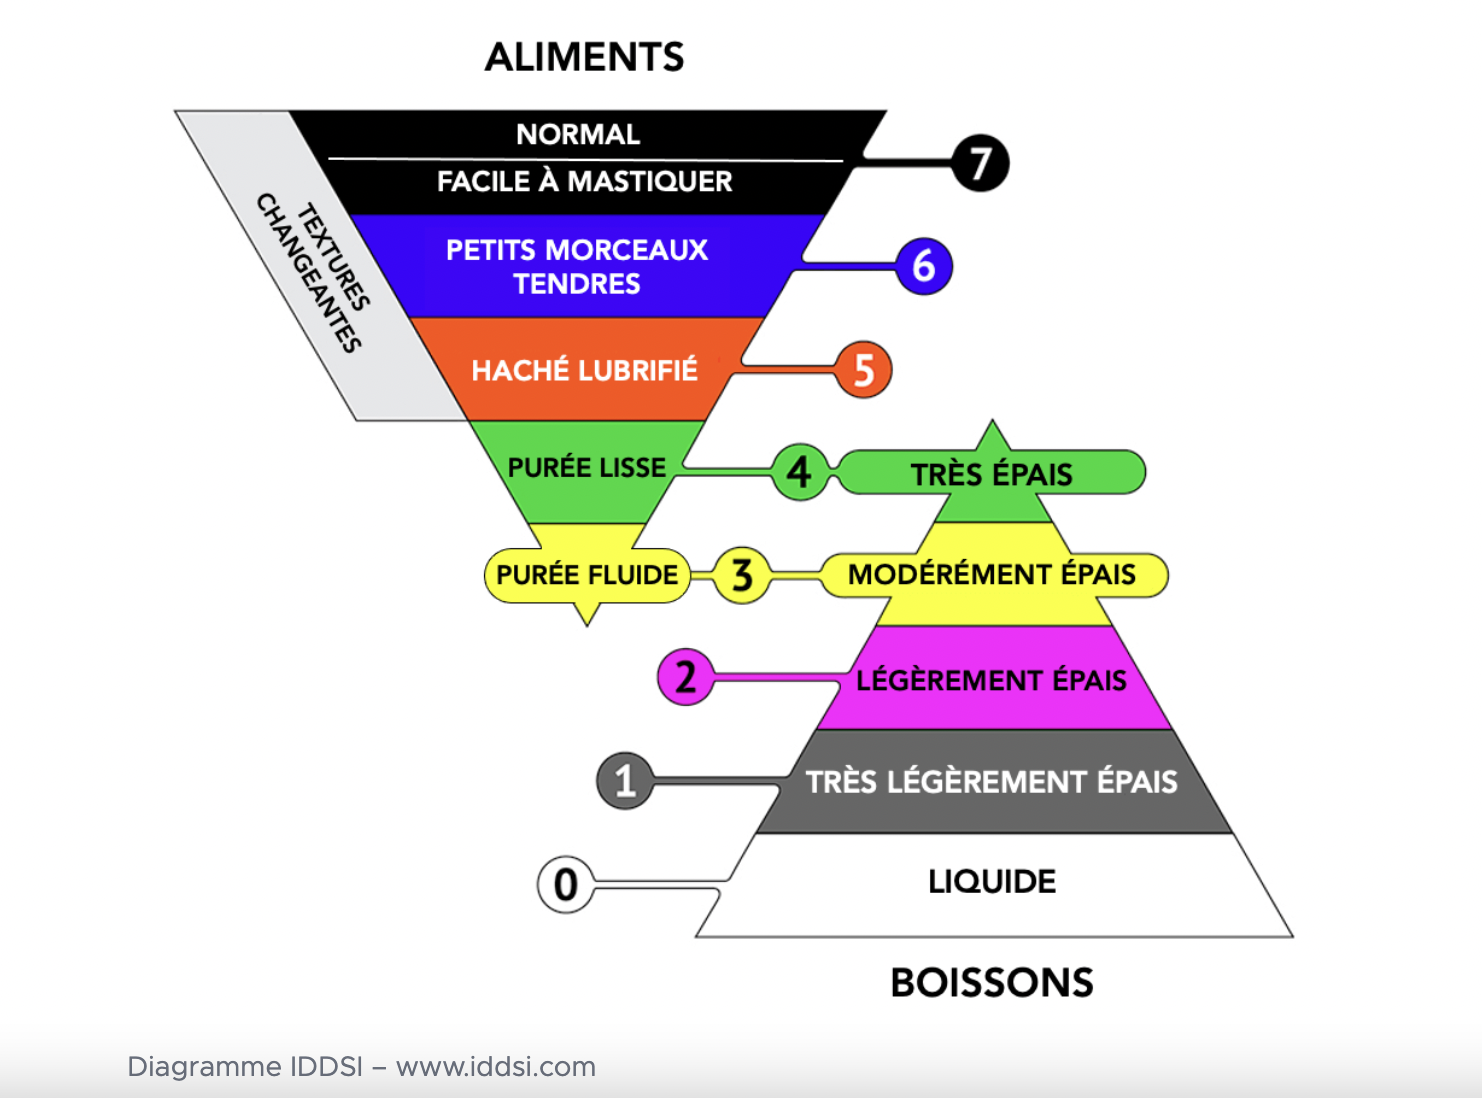 ALIMENTS
NORMAL
FACILE À MASTIQUER
7
TEXTURES
CHANGEANTES
PETITS MORCEAUX
TENDRES
6
HACHÉ LUBRIFIÉ
5
PURÉE LISSE
4
TRÈS ÉPAIS
PURÉE FLUIDE
3
MODÉRÉMENT ÉPAIS
2
LÉGÈREMENT ÉPAIS
1
TRÈS LÉGÈREMENT ÉPAIS
0
LIQUIDE
BOISSONS
Diagramme IDDSI – www.iddsi.com